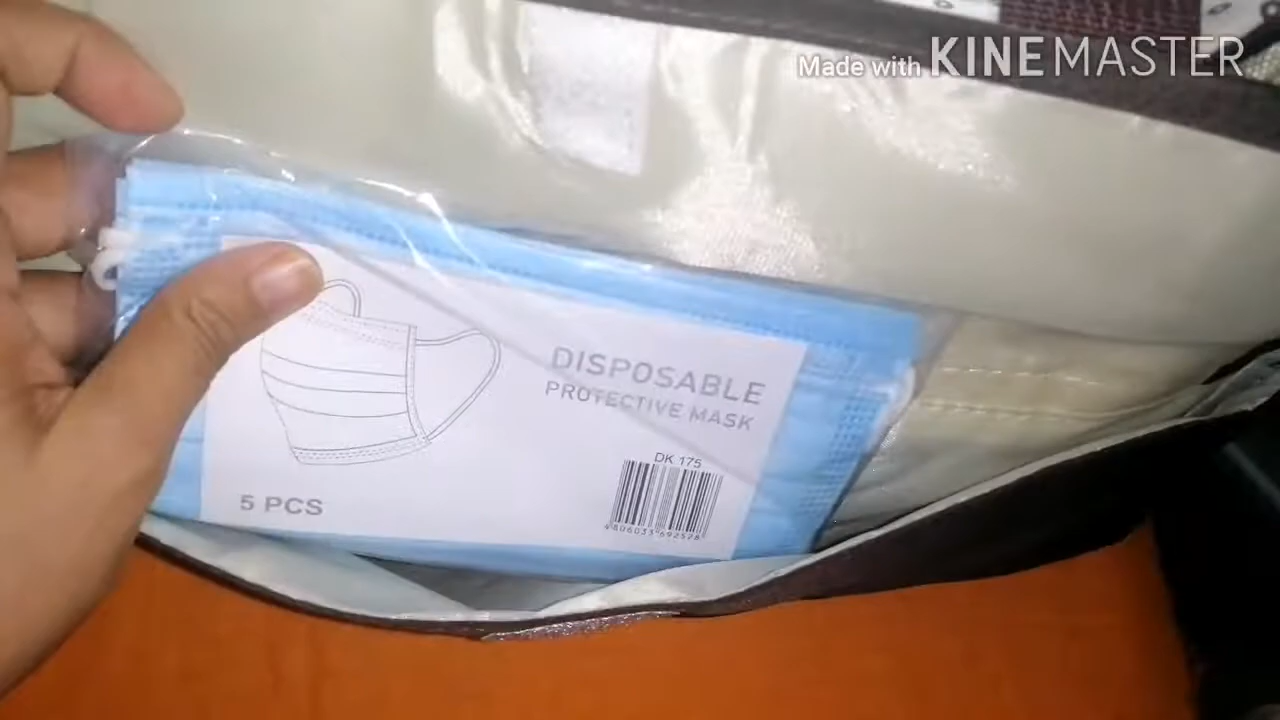 Made with KINEMASTER
DISPOSABLE
PROTECTIVE MASK
DK 175
5 PCS